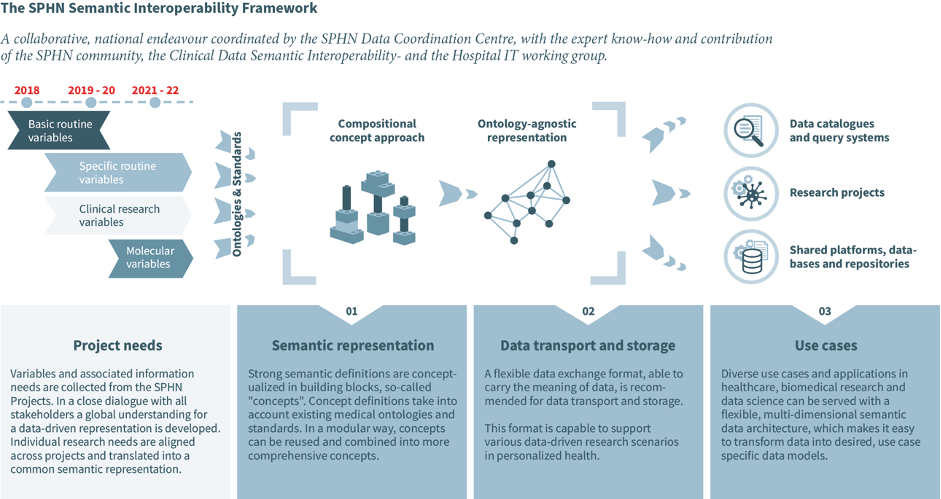 The SPHN Semantic Interoperability Framework
A collaborative, national endeavour coordinated by the SPHN Data Coordination Centre, with the expert know-how and contribution
of the SPHN community, the Clinical Data Semantic Interoperability- and the Hospital IT working group.
2018
2019 - 20
2021 - 22
Basic routine
variables
Specific routine
variables
Clinical research
variables
Molecular
variables
Ontologies & Standards
Compositional
concept approach
Ontology-agnostic
representation
Data catalogues
and query systems
Research projects
Shared platforms, data-
bases and repositories
Project needs
Variables and associated information
needs are collected from the SPHN
Projects. In a close dialogue with all
stakeholders a global understanding for
a data-driven representation is developed.
Individual research needs are aligned
across projects and translated into a
common semantic representation.
01
Semantic representation
Strong semantic definitions are concept-
ualized in building blocks, so-called
"concepts". Concept definitions take into
account existing medical ontologies and
standards. In a modular way, concepts
can be reused and combined into more
comprehensive concepts.
02
Data transport and storage
A flexible data exchange format, able to
carry the meaning of data, is recom-
mended for data transport and storage.
This format is capable to support
various data-driven research scenarios
in personalized health.
03
Use cases
Diverse use cases and applications in
healthcare, biomedical research and
data science can be served with a
flexible, multi-dimensional semantic
data architecture, which makes it easy
to transform data into desired, use case
specific data models.